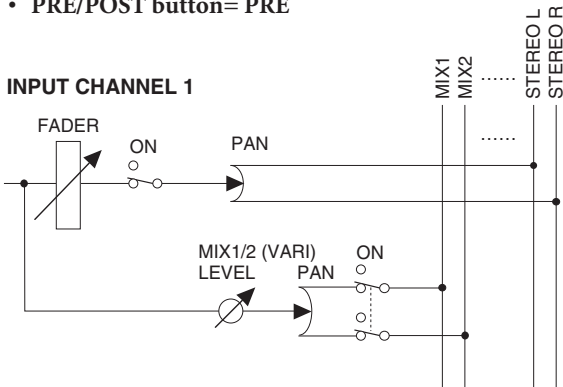 • PRE/POST button= PRE
INPUT CHANNEL 1
MIX1
MIX2
......
STEREO L
STEREO R
FADER
ON
PAN
......
MIX1/2 (VARI)
LEVEL
PAN
ON